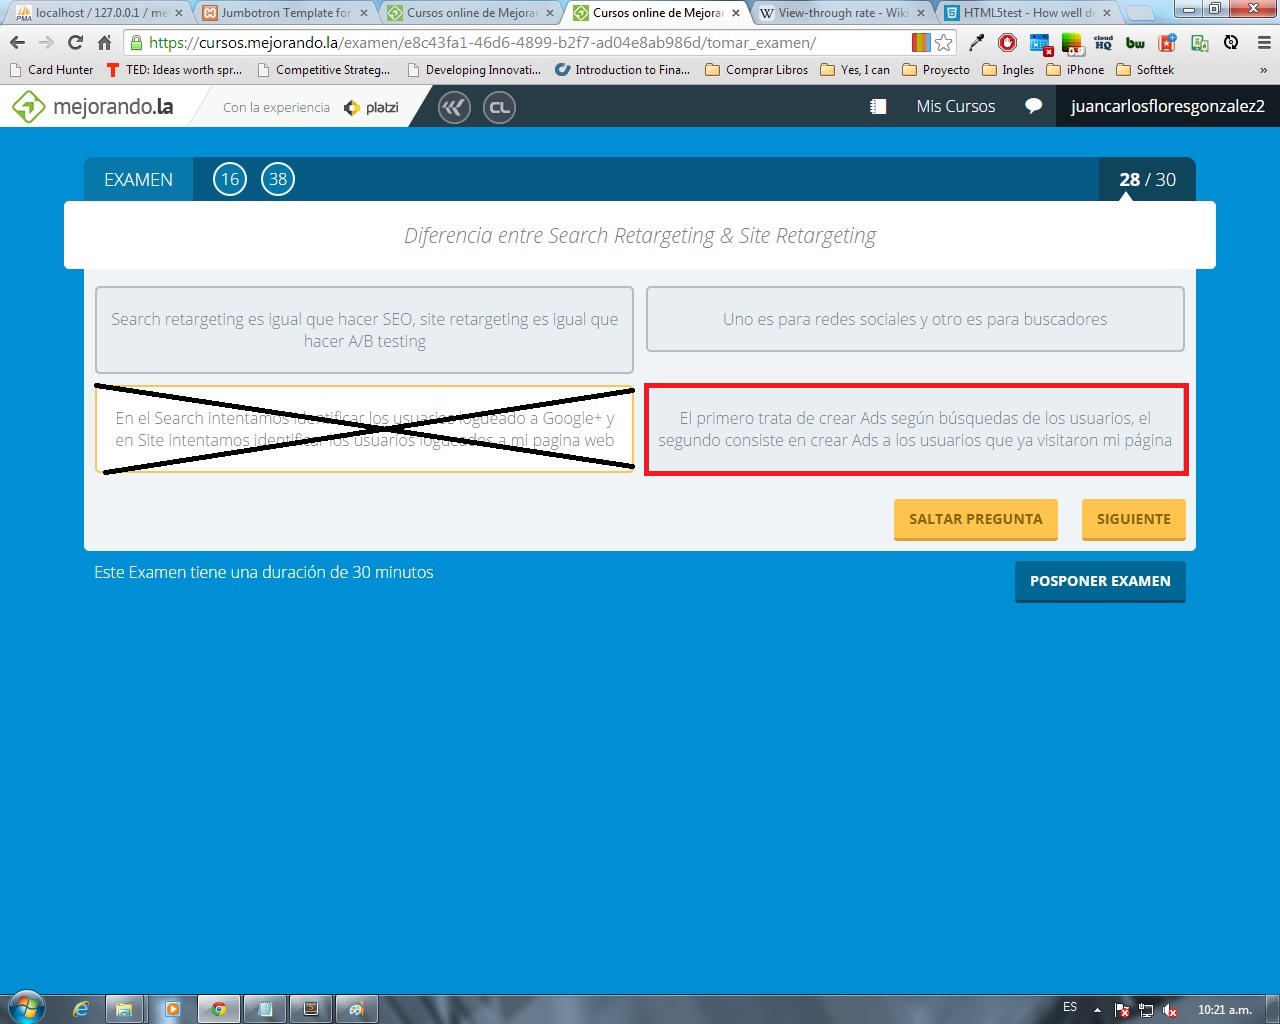 localhost / 127.0.0.1 / me
Jumbotron Template for
Cursos online de Mejorar
Cursos online de Mejorar
View-through rate - Wiki
HTML5test - How well d
https://cursos.mejorando.la/examen/e8c43fa1-46d6-4899-b2f7-ad04e8ab986d/tomar_examen/
Card Hunter
TED: Ideas worth spr...
Competitive Strateg...
Developing Innovati...
Introduction to Fina...
Comprar Libros
Yes, I can
Proyecto
Ingles
iPhone
Softtek
»
mejorando.la
Con la experiencia
platzi
CL
Mis Cursos
juancarlosfloresgonzalez2
EXAMEN
16
38
28 / 30
Diferencia entre Search Retargeting & Site Retargeting
Search retargeting es igual que hacer SEO, site retargeting es igual que
hacer A/B testing
Uno es para redes sociales y otro es para buscadores
En el Search intentamos identificar los usuarios logueado a Google+ y
en Site intentamos identificar los usuarios logueados a mi pagina web
El primero trata de crear Ads según búsquedas de los usuarios, el
segundo consiste en crear Ads a los usuarios que ya visitaron mi página
SALTAR PREGUNTA
SIGUIENTE
Este Examen tiene una duración de 30 minutos
POSPONER EXAMEN
ES
10:21 a.m.